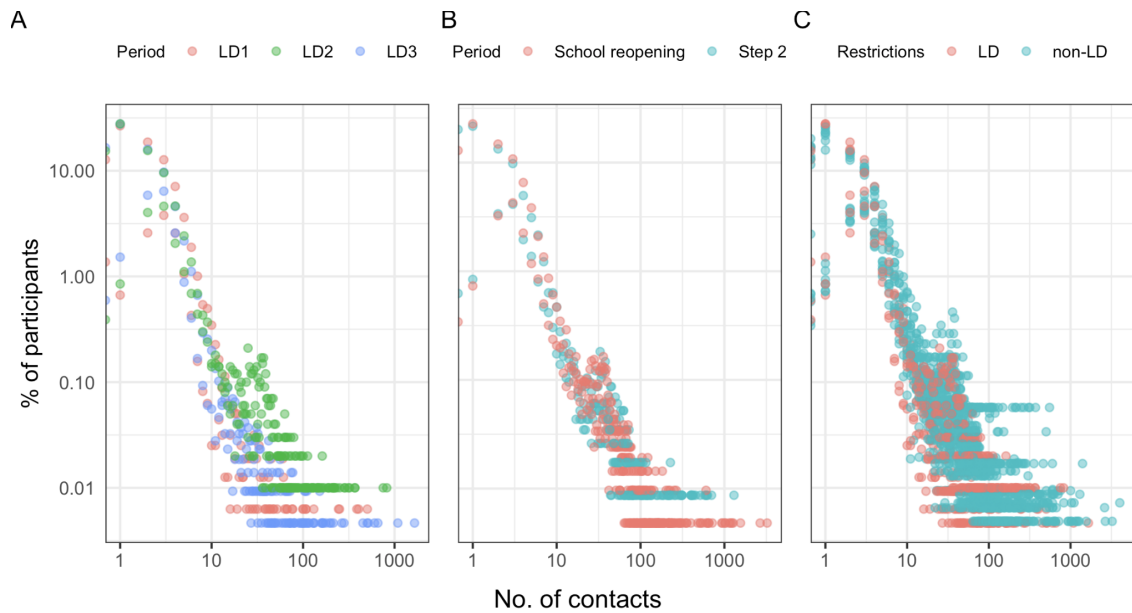 A
B
C
Period LD1 LD2 LD3
Period School reopening Step 2
Restrictions LD non-LD
% of participants
10.00
1.00
0.10
0.01
1 10 100 1000
1 10 100 1000
1 10 100 1000
No. of contacts